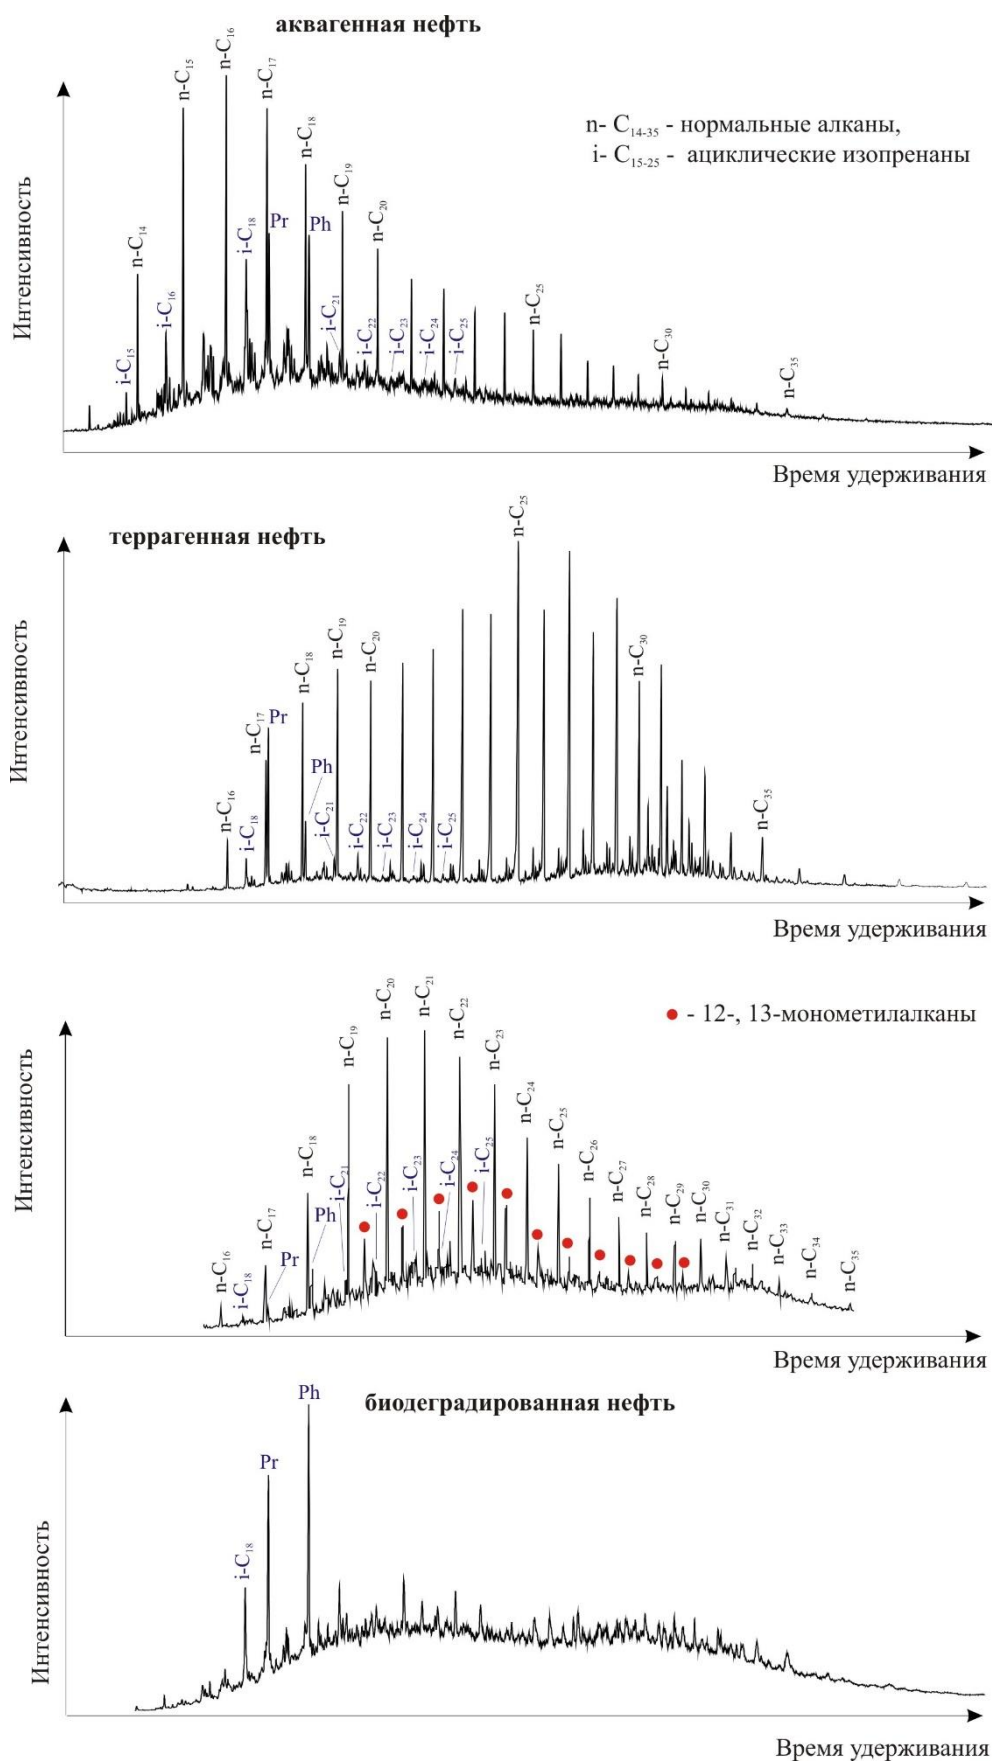 аквагенная нефть
n-C₁₆
n-C₁₅
n-C₁₇
n-C₁₈
n-C₁₉
n-C₂₀
n-C₁₄
i-C₁₈
Pr
Ph
i-C₁₆
i-C₁₅
i-C₂₁
i-C₂₂
i-C₂₃
i-C₂₄
i-C₂₅
n-C₂₅
n-C₃₀
n-C₃₅
n- C₁₄₋₃₅ - нормальные алканы,
i- C₁₅₋₂₅ - ациклические изопренаны
Интенсивность
Время удерживания
террагенная нефть
n-C₂₅
n-C₁₆
i-C₁₈
n-C₁₇
Pr
n-C₁₈
Ph
i-C₂₁
n-C₁₉
i-C₂₂
n-C₂₀
i-C₂₃
i-C₂₄
i-C₂₅
n-C₃₀
n-C₃₅
Интенсивность
Время удерживания
- 12-, 13-монометилалканы
n-C₁₆
i-C₁₈
n-C₁₇
Pr
n-C₁₈
Ph
i-C₂₁
n-C₁₉
i-C₂₂
n-C₂₀
i-C₂₃
n-C₂₁
i-C₂₄
n-C₂₂
i-C₂₅
n-C₂₃
n-C₂₄
n-C₂₅
n-C₂₆
n-C₂₇
n-C₂₈
n-C₂₉
n-C₃₀
n-C₃₁
n-C₃₂
n-C₃₃
n-C₃₄
n-C₃₅
Интенсивность
Время удерживания
биодеградированная нефть
i-C₁₈
Pr
Ph
Интенсивность
Время удерживания